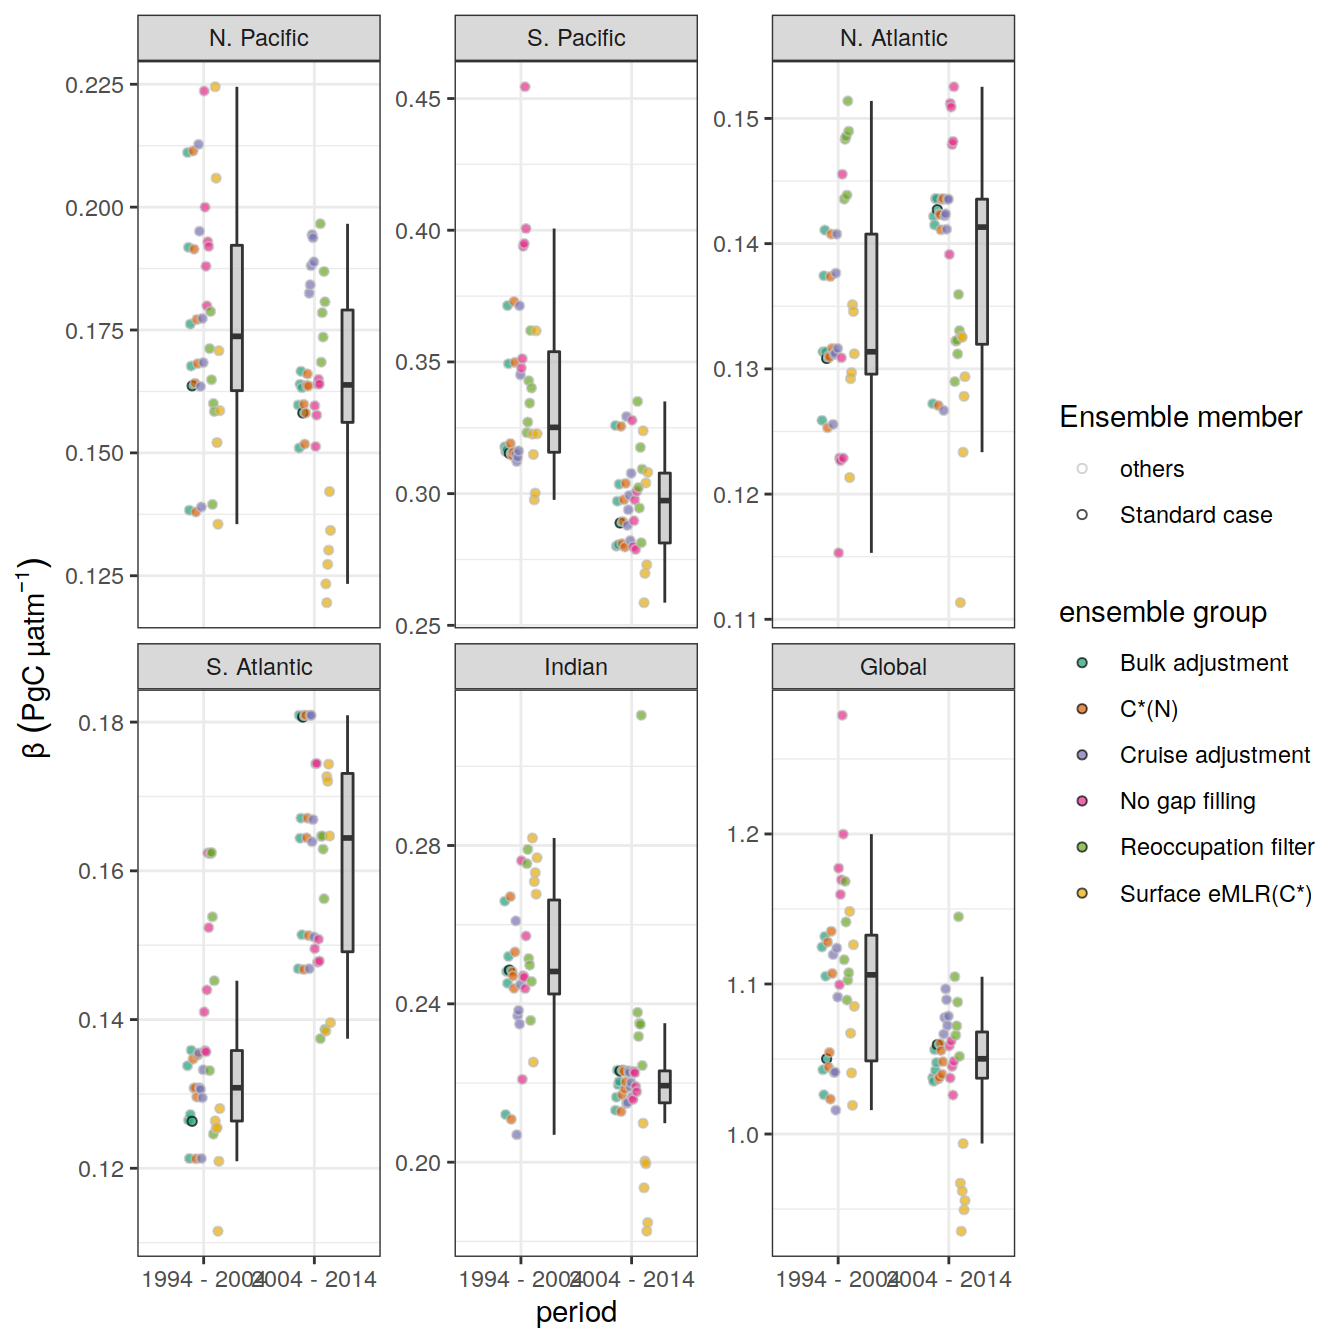 N. Pacific
S. Pacific
N. Atlantic
0.225
0.200
0.175
0.150
0.125
0.45
0.40
0.35
0.30
0.25
0.15
0.14
0.13
0.12
0.11
S. Atlantic
Indian
Global
0.18
0.16
0.14
0.12
0.28
0.24
0.20
1.2
1.1
1.0
1994 - 2004
2004 - 2014
1994 - 2004
2004 - 2014
1994 - 2004
2004 - 2014
period
β (PgC µatm⁻¹)
Ensemble member
others
Standard case
ensemble group
Bulk adjustment
C*(N)
Cruise adjustment
No gap filling
Reoccupation filter
Surface eMLR(C*)